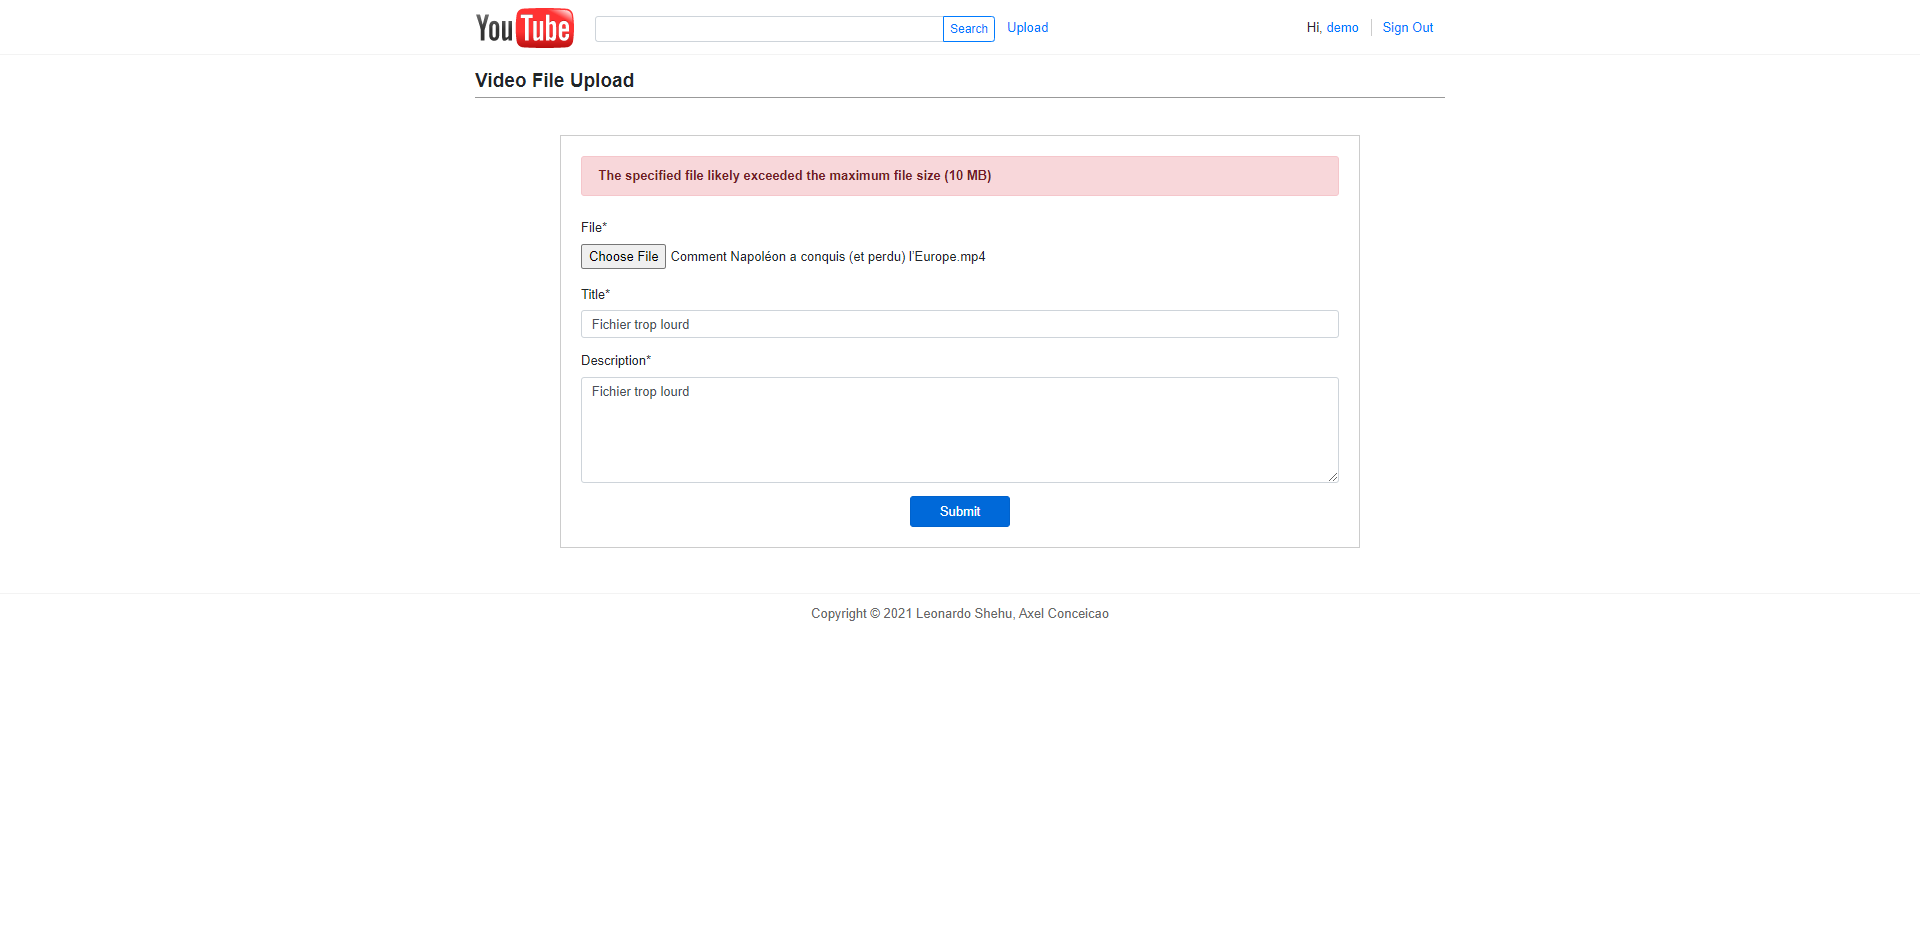 YouTube
Search
Upload
Hi, demo
Sign Out
Video File Upload
The specified file likely exceeded the maximum file size (10 MB)
File*
Choose File Comment Napoléon a conquis (et perdu) l'Europe.mp4
Title*
Fichier trop lourd
Description*
Fichier trop lourd
Submit
Copyright © 2021 Leonardo Shehu, Axel Conceicao